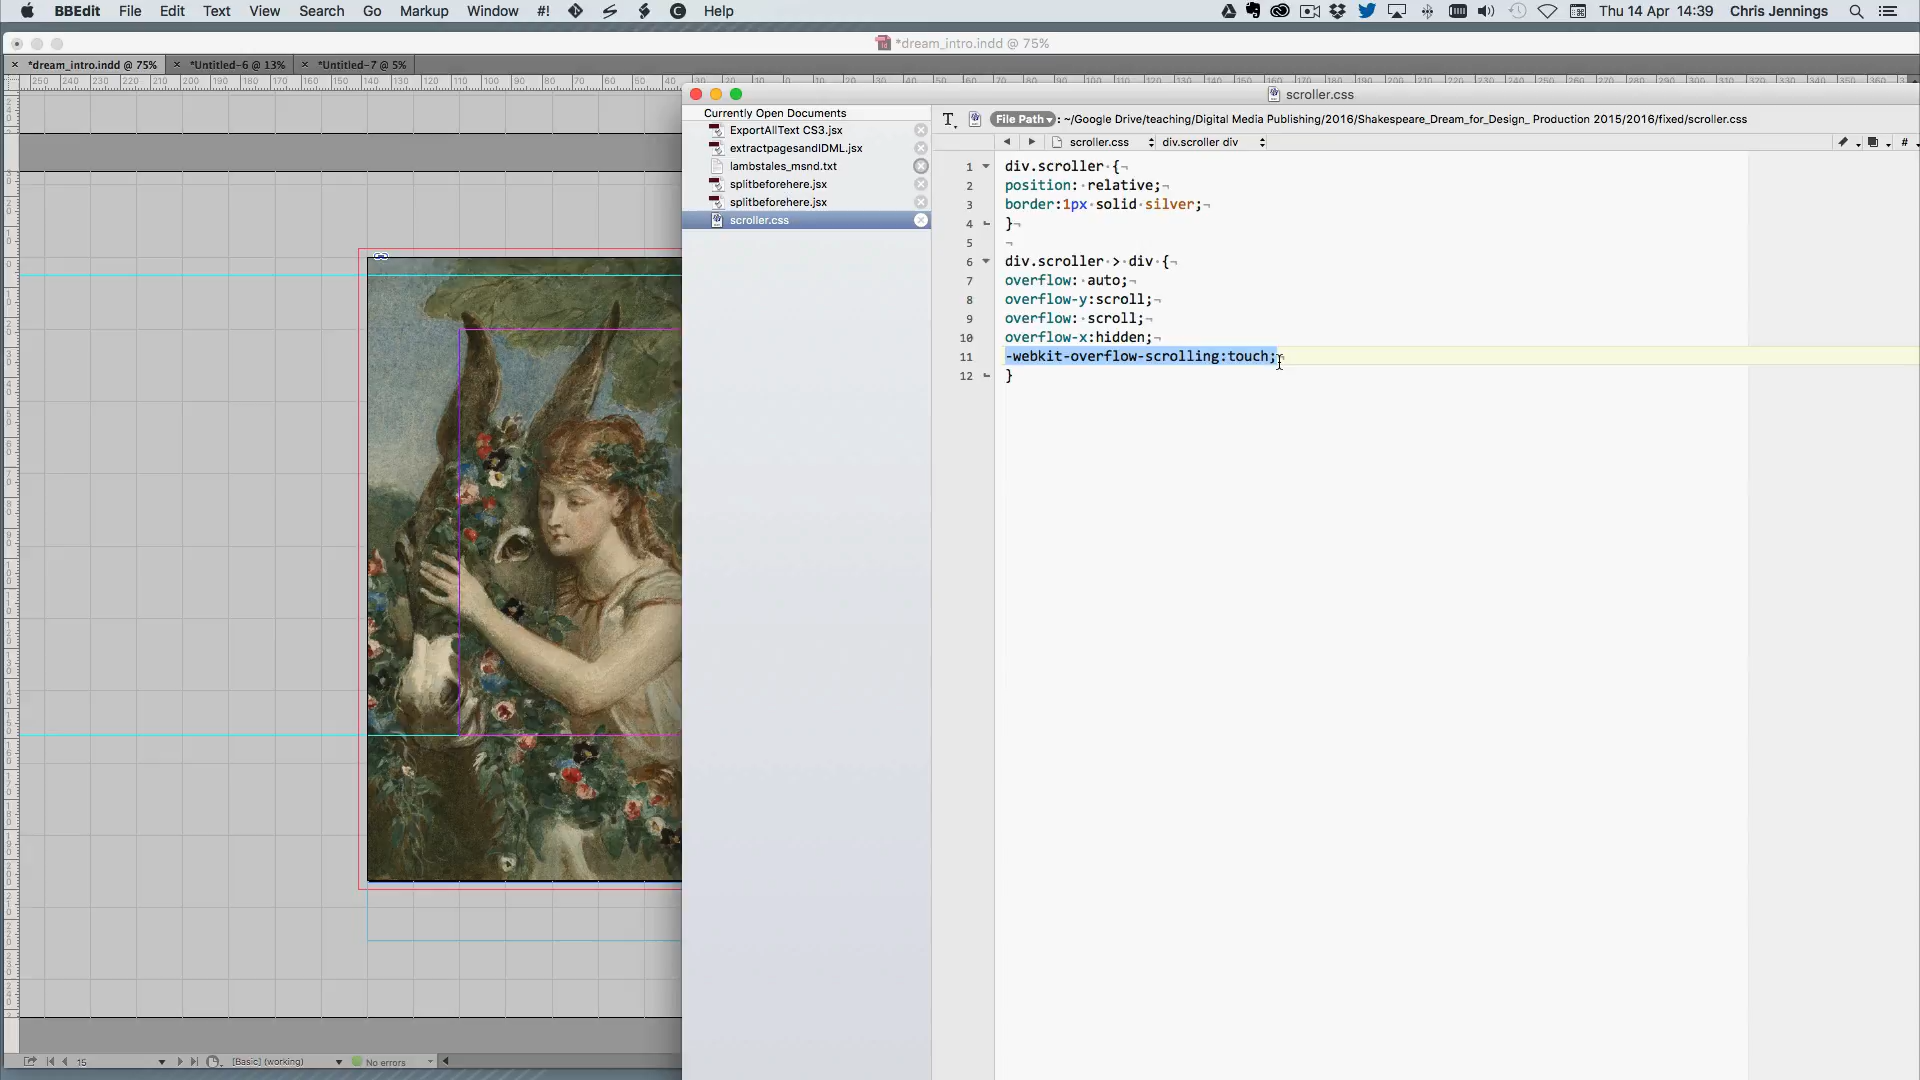 BBEdit File Edit Text View Search Go Markup Window #! Help Thu 14 Apr 14:39 Chris Jennings
*dream_intro.indd @ 75%
*dream_intro.indd @ 75% *Untitled-6 @ 13% *Untitled-7 @ 5%
scroller.css
Currently Open Documents
ExportAllText CS3.jsx
extractpagesandIDML.jsx
lambstales_msnd.txt
splitbeforehere.jsx
splitbeforehere.jsx
scroller.css
File Path : ~/Google Drive/teaching/Digital Media Publishing/2016/Shakespeare_Dream_for_Design_ Production 2015/2016/fixed/scroller.css
scroller.css div.scroller div
1 div.scroller {
2 position: relative;
3 border:1px solid silver;
4 }
5
6 div.scroller > div {
7 overflow: auto;
8 overflow-y:scroll;
9 overflow: scroll;
10 overflow-x:hidden;
11 -webkit-overflow-scrolling:touch;
12 }
15 [Basic] (working) No errors